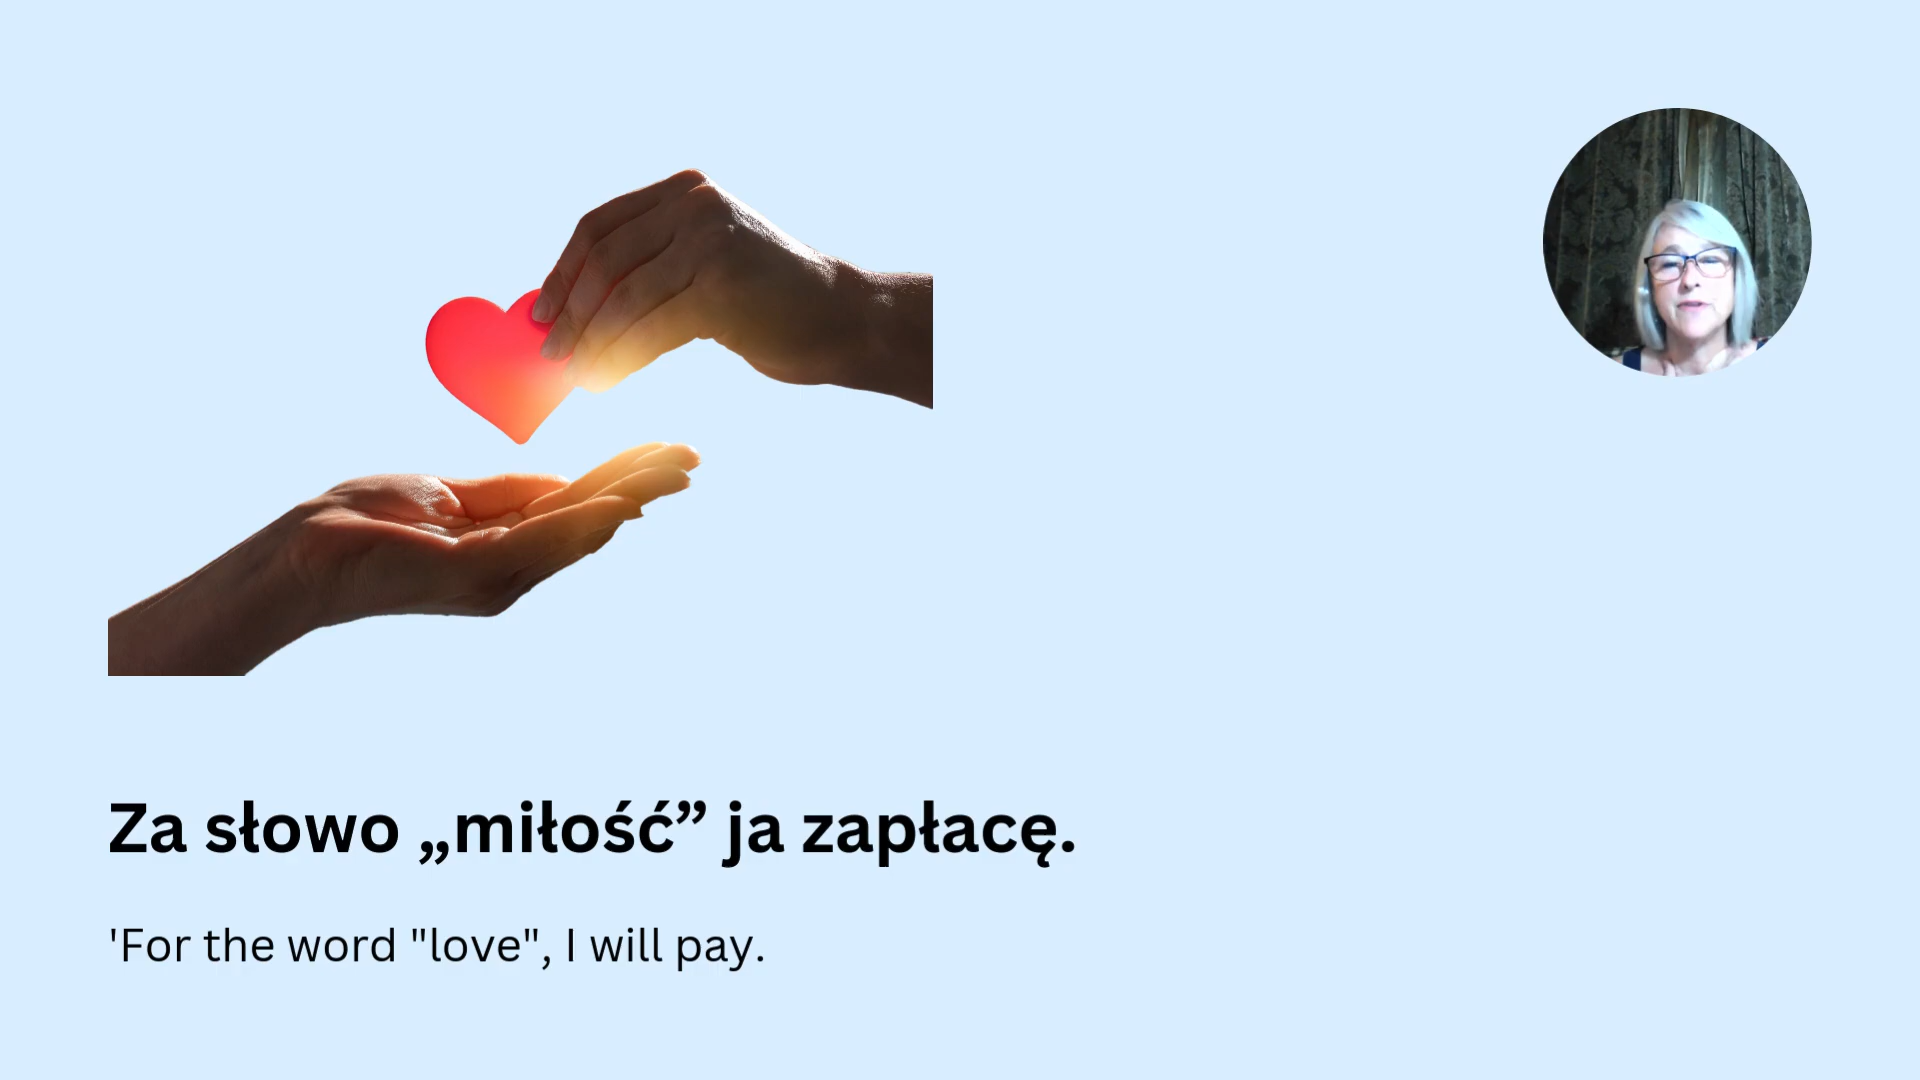 Za słowo „miłość” ja zapłacę.
'For the word "love", I will pay.